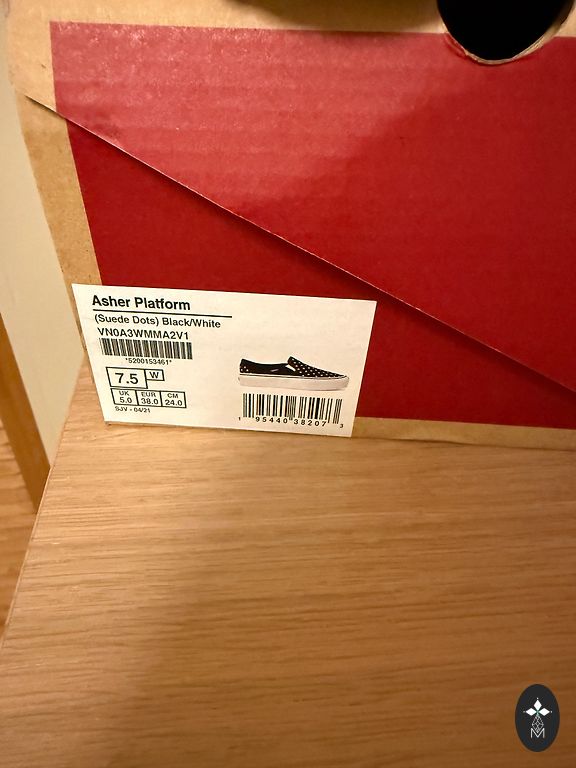 Asher Platform
(Suede Dots) Black/White
VN0A3WMMA2V1
*5200153461*
7.5 W
UK EUR CM
5.0 38.0 24.0
SJV - 04/21
1 95440 38207 3
M